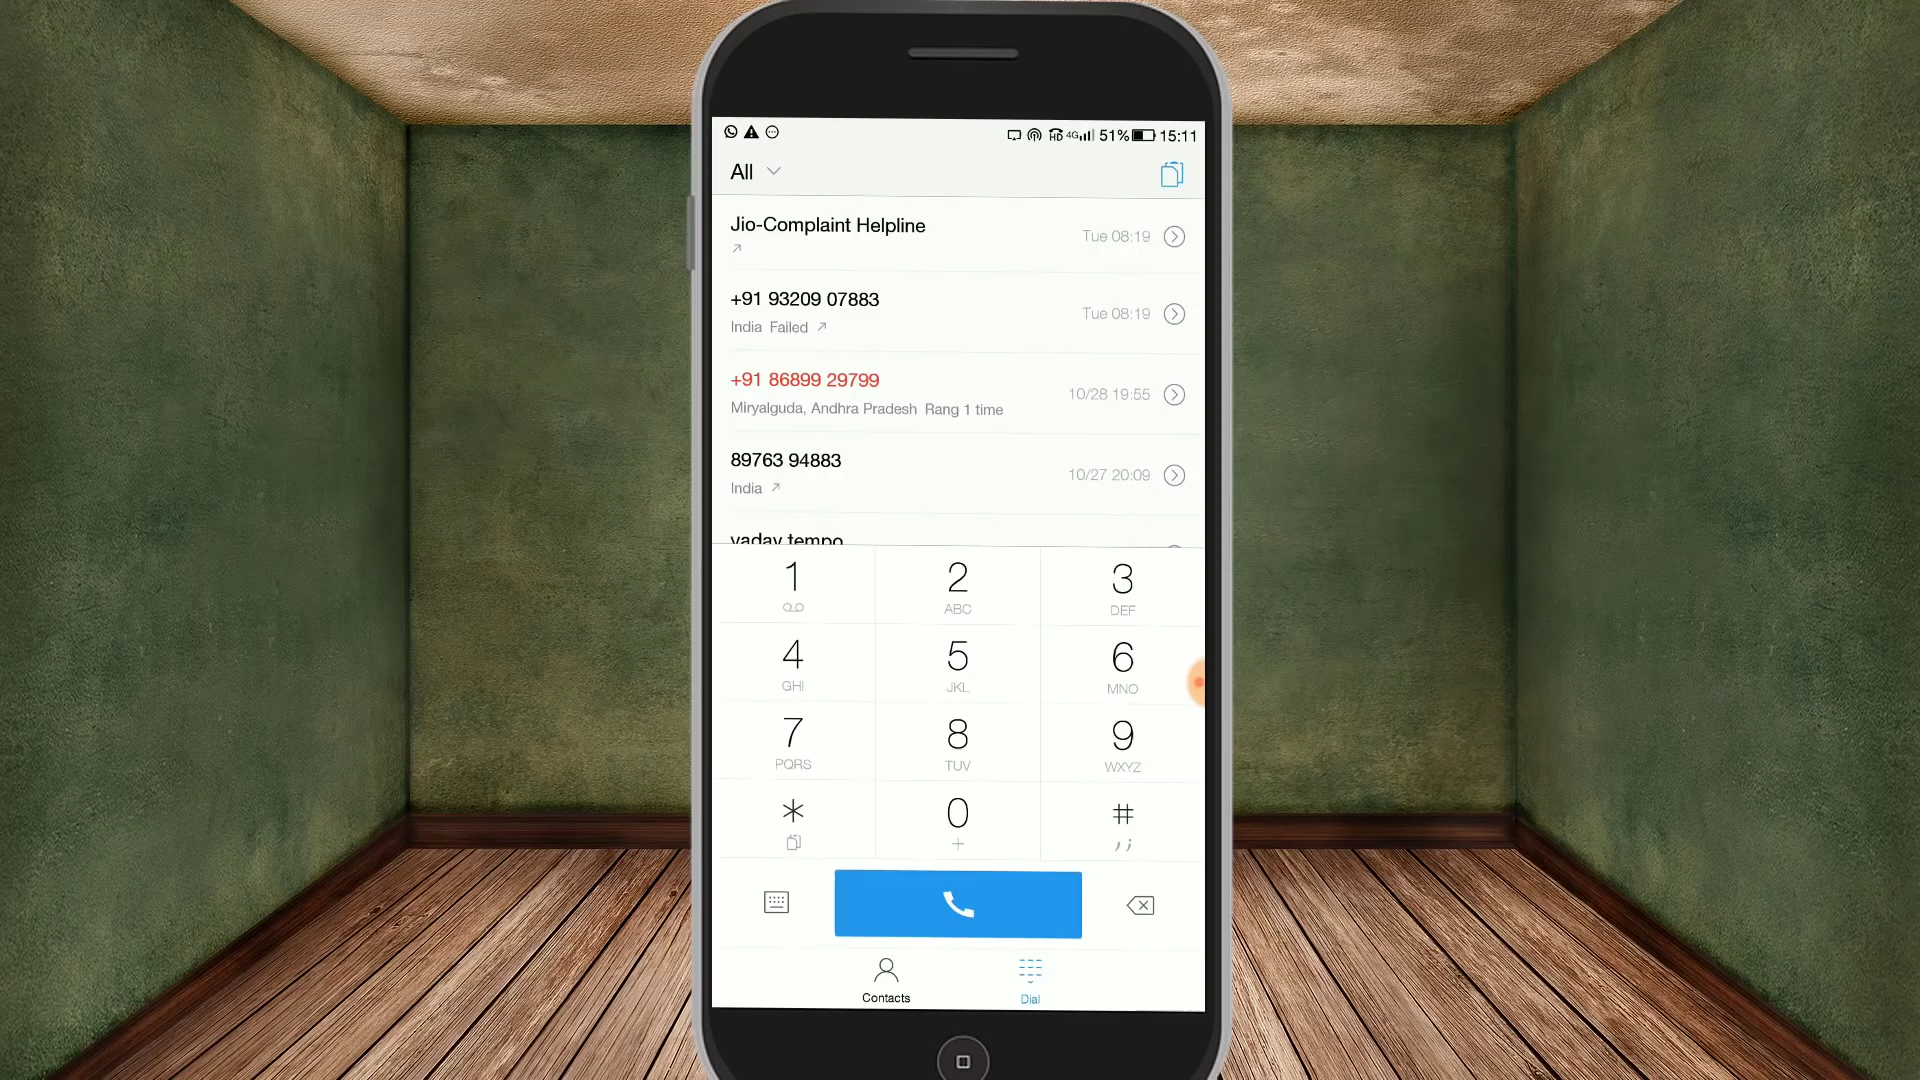 51% 15:11
All
Jio-Complaint Helpline
Tue 08:19
+91 93209 07883
India Failed
Tue 08:19
+91 86899 29799
Miryalguda, Andhra Pradesh Rang 1 time
10/28 19:55
89763 94883
India
10/27 20:09
yadav tempo
1
2
ABC
3
DEF
4
GHI
5
JKL
6
MNO
7
PQRS
8
TUV
9
WXYZ
*
0
+
#
,;
Contacts
Dial